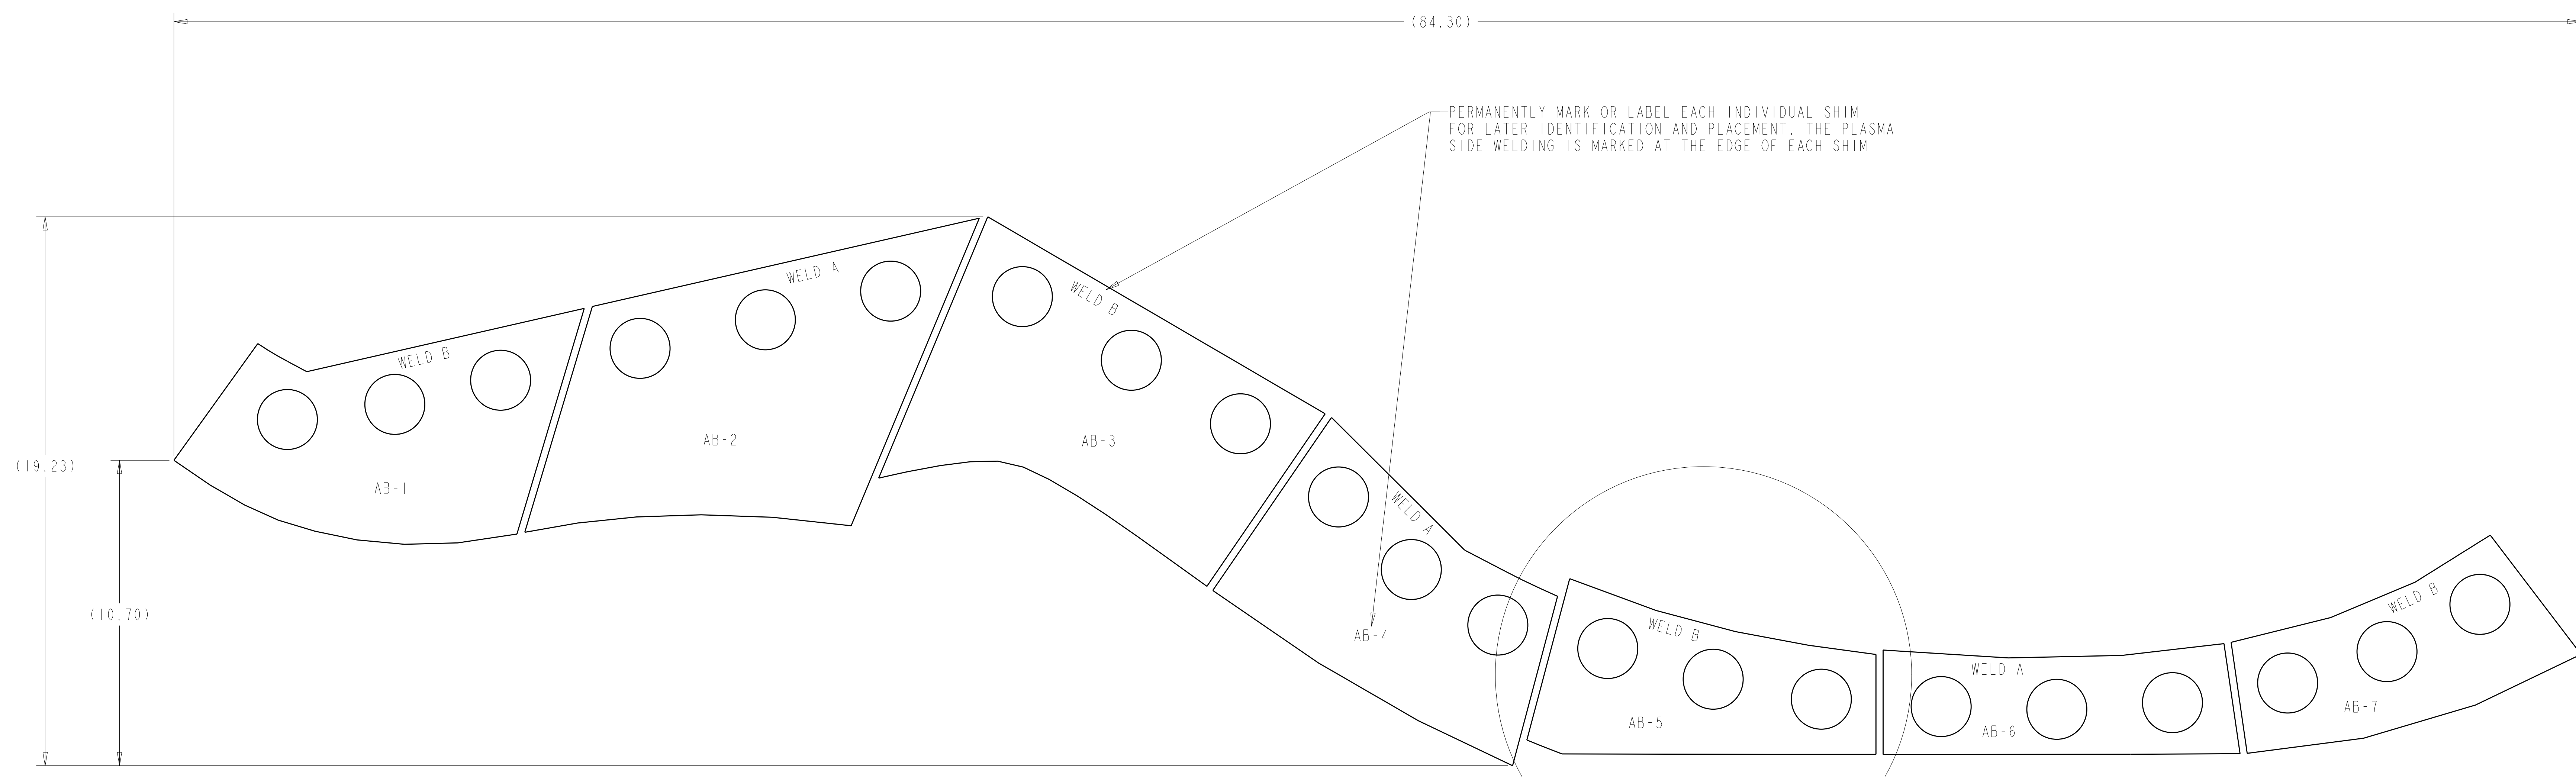 (84.30)
PERMANENTLY MARK OR LABEL EACH INDIVIDUAL SHIM
FOR LATER IDENTIFICATION AND PLACEMENT. THE PLASMA
SIDE WELDING IS MARKED AT THE EDGE OF EACH SHIM
WELD A
WELD B
WELD B
AB-2
AB-3
(19.23)
AB-1
WELD A
(10.70)
WELD B
WELD B
AB-4
WELD A
AB-5
AB-6
AB-7